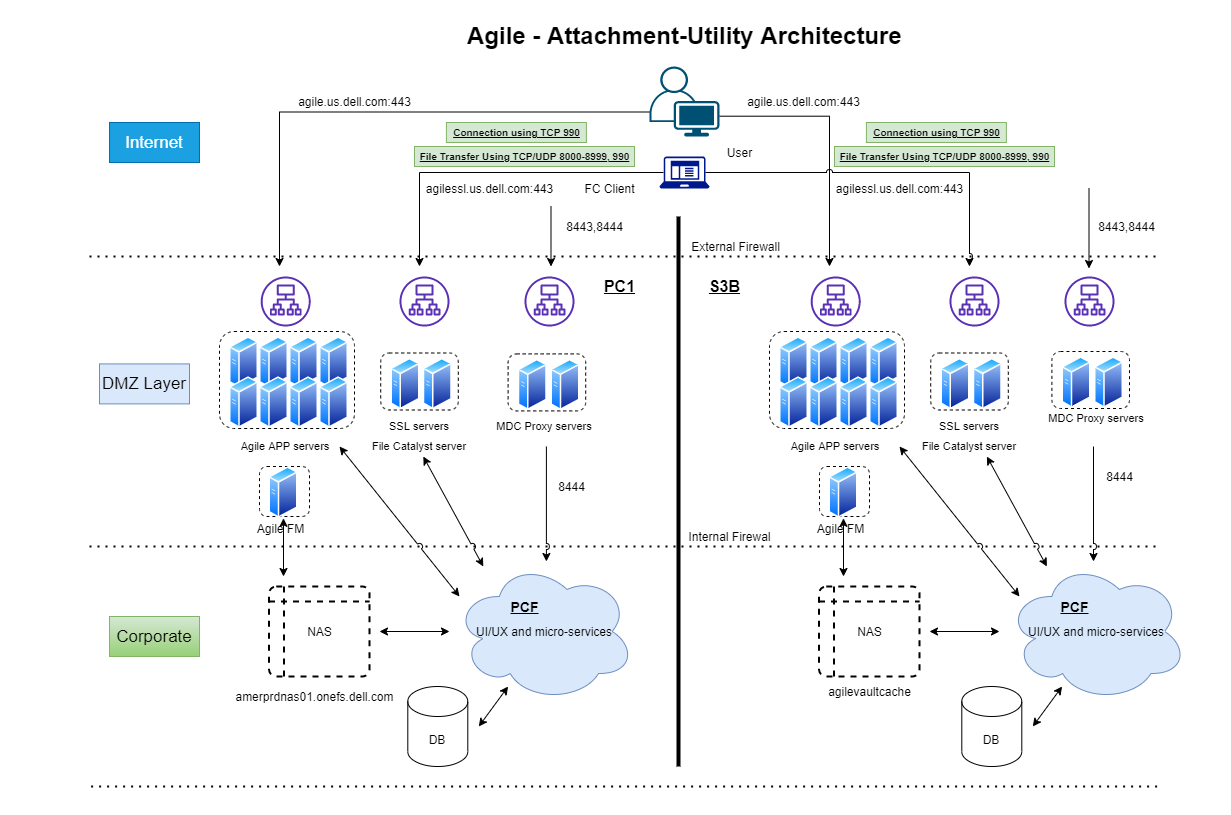 Agile - Attachment-Utility Architecture
agile.us.dell.com:443
agile.us.dell.com:443
Internet
Connection using TCP 990
Connection using TCP 990
File Transfer Using TCP/UDP 8000-8999, 990
User
File Transfer Using TCP/UDP 8000-8999, 990
agilessl.us.dell.com:443
FC Client
agilessl.us.dell.com:443
8443,8444
8443,8444
External Firewall
PC1
S3B
DMZ Layer
SSL servers
MDC Proxy servers
SSL servers
MDC Proxy servers
Agile APP servers
File Catalyst server
Agile APP servers
File Catalyst server
8444
8444
Agile FM
Agile FM
Internal Firewal
PCF
PCF
Corporate
NAS
UI/UX and micro-services
NAS
UI/UX and micro-services
amerprdnas01.onefs.dell.com
agilevaultcache
DB
DB